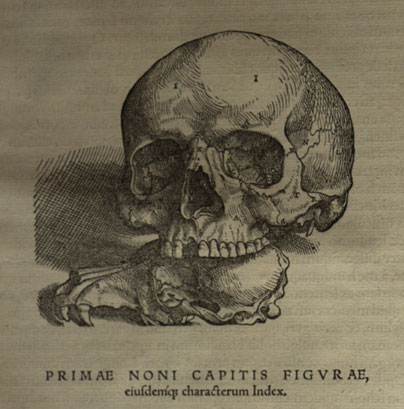 PRIMAE NONI CAPITIS FIGVRAE,
eiusdemq́; characterum Index.